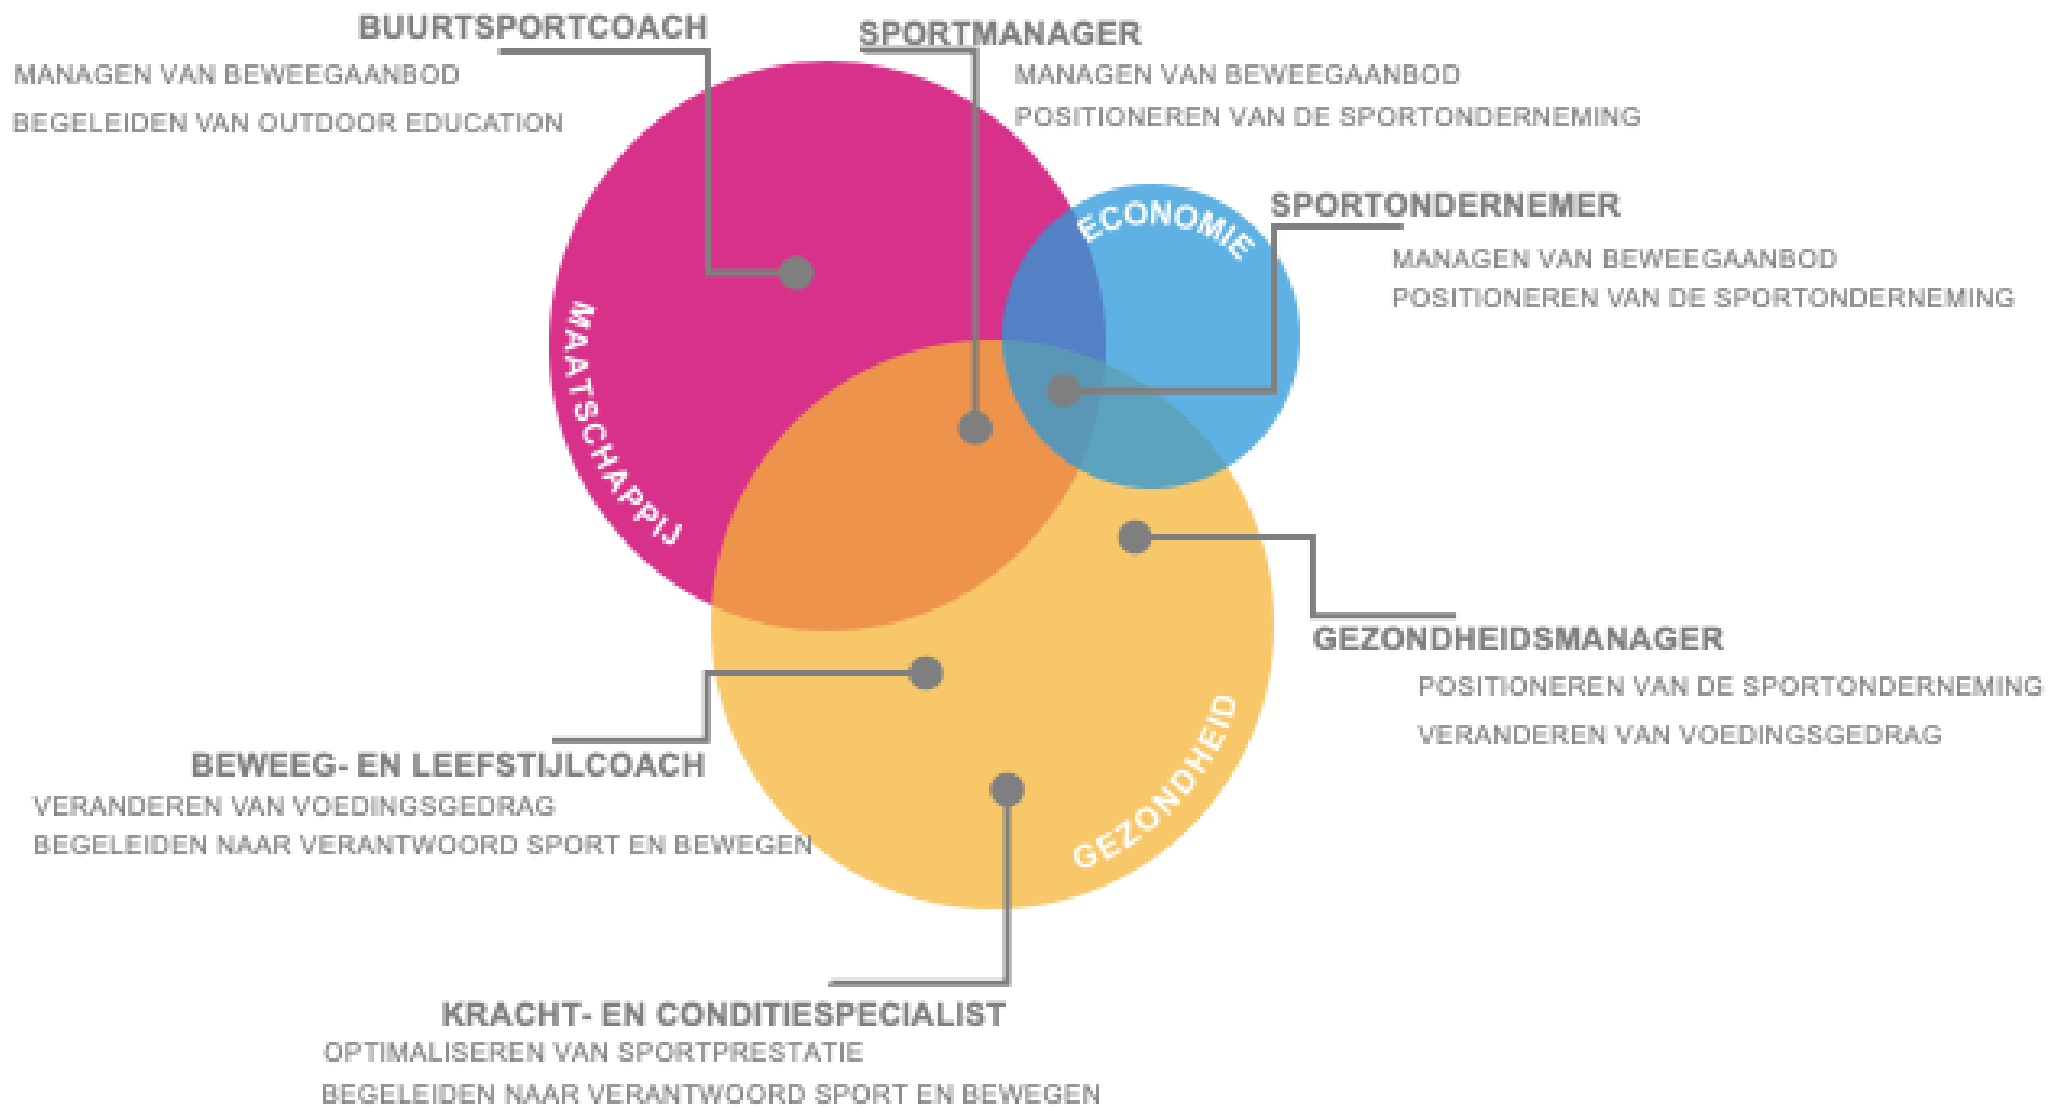 BUURTSPORTCOACH
MANAGEN VAN BEWEEGAANBOD
BEGELEIDEN VAN OUTDOOR EDUCATION
SPORTMANAGER
MANAGEN VAN BEWEEGAANBOD
POSITIONEREN VAN DE SPORTONDERNEMING
ECONOMIE
SPORTONDERNEMER
MANAGEN VAN BEWEEGAANBOD
POSITIONEREN VAN DE SPORTONDERNEMING
MAATSCHAPPIJ
GEZONDHEIDSMANAGER
POSITIONEREN VAN DE SPORTONDERNEMING
VERANDEREN VAN VOEDINGSGEDRAG
GEZONDHEID
BEWEEG- EN LEEFSTIJLCOACH
VERANDEREN VAN VOEDINGSGEDRAG
BEGELEIDEN NAAR VERANTWOORD SPORT EN BEWEGEN
KRACHT- EN CONDITIESPECIALIST
OPTIMALISEREN VAN SPORTPRESTATIE
BEGELEIDEN NAAR VERANTWOORD SPORT EN BEWEGEN